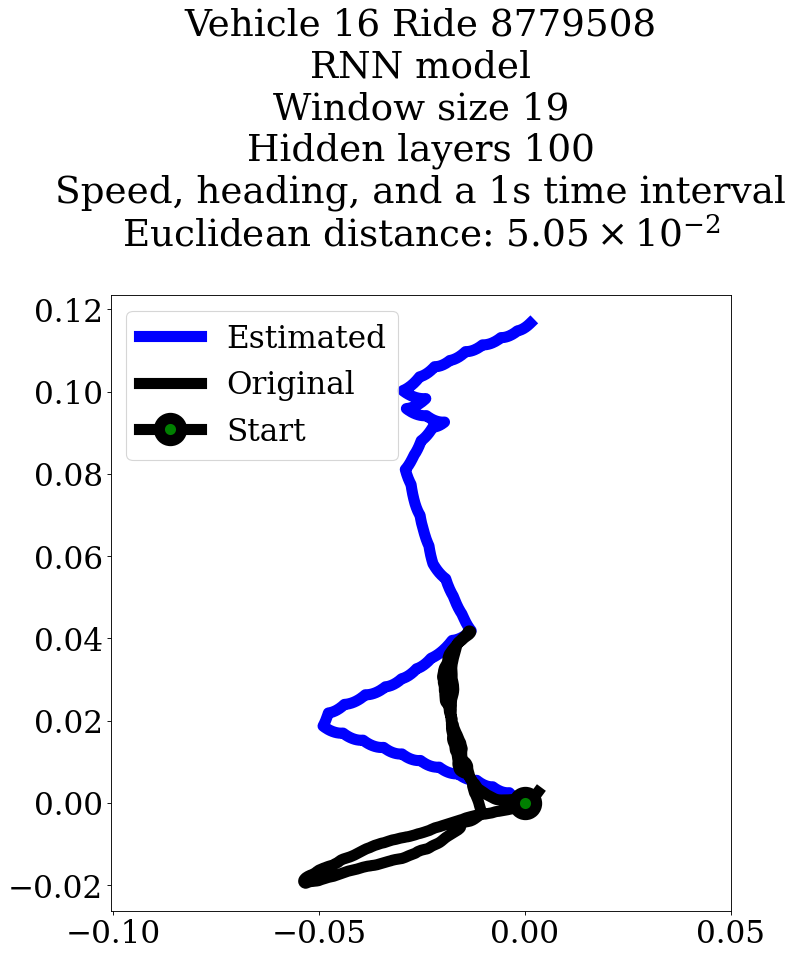 Vehicle 16 Ride 8779508
RNN model
Window size 19
Hidden layers 100
Speed, heading, and a 1s time interval
Euclidean distance: 5.05 × 10⁻²
0.12
0.10
0.08
0.06
0.04
0.02
0.00
−0.02
Estimated
Original
Start
−0.10
−0.05
0.00
0.05